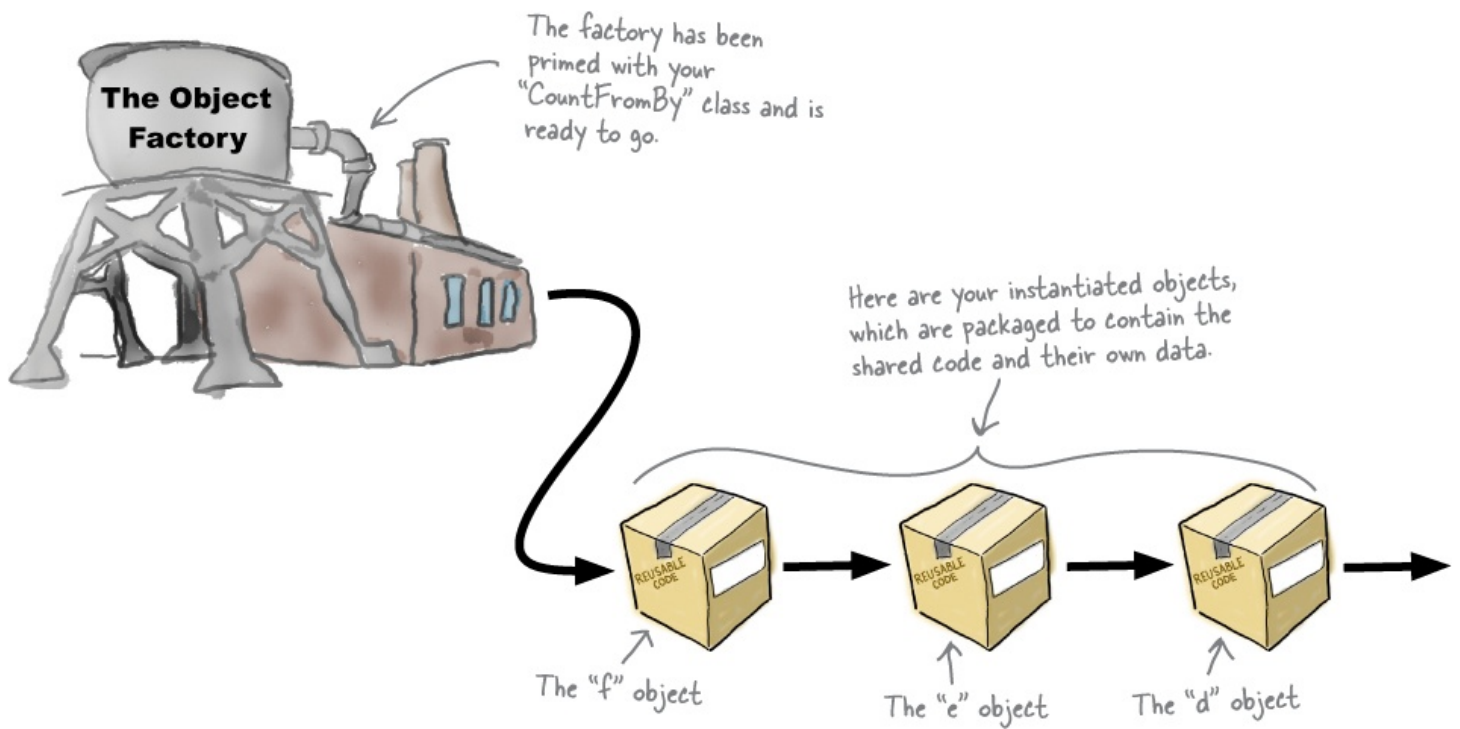 The Object
Factory
The factory has been
primed with your
“CountFromBy” class and is
ready to go.
Here are your instantiated objects,
which are packaged to contain the
shared code and their own data.
REUSABLE
CODE
REUSABLE
CODE
REUSABLE
CODE
The “f” object
The “e” object
The “d” object